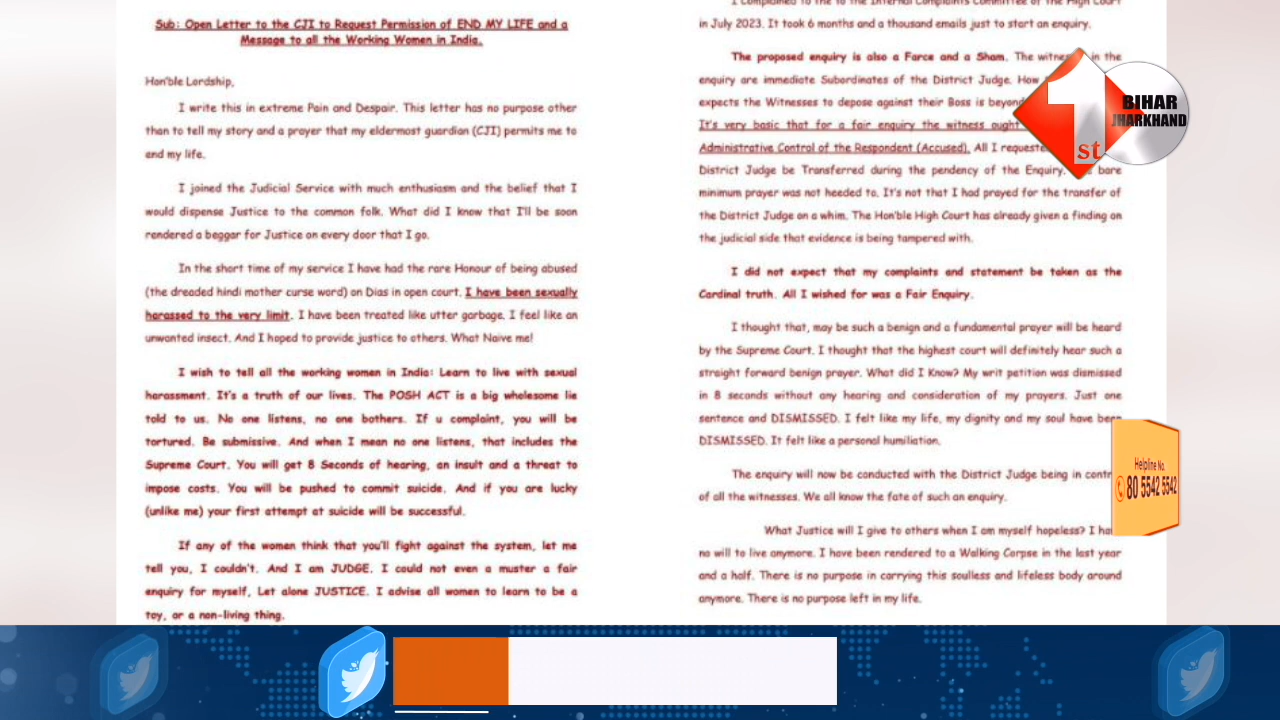 Sub: Open Letter to the CJI to Request Permission of END MY LIFE and a
Message to all the Working Women in India.
Hon'ble Lordship,
I write this in extreme Pain and Despair. This letter has no purpose other
than to tell my story and a prayer that my eldermost guardian (CJI) permits me to
end my life.
I joined the Judicial Service with much enthusiasm and the belief that I
would dispense Justice to the common folk. What did I know that I'll be soon
rendered a beggar for Justice on every door that I go.
In the short time of my service I have had the rare Honour of being abused
(the dreaded hindi mother curse word) on Dias in open court. I have been sexually
harassed to the very limit. I have been treated like utter garbage. I feel like an
unwanted insect. And I hoped to provide justice to others. What Naive me!
I wish to tell all the working women in India: Learn to live with sexual
harassment. It's a truth of our lives. The POSH ACT is a big wholesome lie
told to us. No one listens, no one bothers. If u complaint, you will be
tortured. Be submissive. And when I mean no one listens, that includes the
Supreme Court. You will get 8 Seconds of hearing, an insult and a threat to
impose costs. You will be pushed to commit suicide. And if you are lucky
(unlike me) your first attempt at suicide will be successful.
If any of the women think that you'll fight against the system, let me
tell you, I couldn't. And I am JUDGE. I could not even a muster a fair
enquiry for myself, Let alone JUSTICE. I advise all women to learn to be a
toy, or a non-living thing.
I complained to the to the Internal Complaints Committee of the High Court
in July 2023. It took 6 months and a thousand emails just to start an enquiry.
The proposed enquiry is also a Farce and a Sham. The in the
enquiry are immediate Subordinates of the District Judge. How
expects the Witnesses to depose against their Boss is
It's very basic that for a fair enquiry the witness ought
Administrative Control of the Respondent (Accused). All I
District Judge be Transferred during the pendency of the Enquiry. bare
minimum prayer was not heeded to. It's not that I had prayed for the transfer of
the District Judge on a whim. The Hon'ble High Court has already given a finding on
the judicial side that evidence is being tampered with.
I did not expect that my complaints and statement be taken as the
Cardinal truth. All I wished for was a Fair Enquiry.
I thought that, may be such a benign and a fundamental prayer will be heard
by the Supreme Court. I thought that the highest court will definitely hear such a
straight forward benign prayer. What did I Know? My writ petition was dismissed
in 8 seconds without any hearing and consideration of my prayers. Just one
sentence and DISMISSED. I felt like my life, my dignity and my soul have been
DISMISSED. It felt like a personal humiliation.
The enquiry will now be conducted with the District Judge being in
of all the witnesses. We all know the fate of such an enquiry.
What Justice will I give to others when I am myself hopeless? I
no will to live anymore. I have been rendered to a Walking Corpse in the last year
and a half. There is no purpose in carrying this soulless and lifeless body around
anymore. There is no purpose left in my life.
1st
BIHAR
JHARKHAND
Helpline No.
80 5542 5542